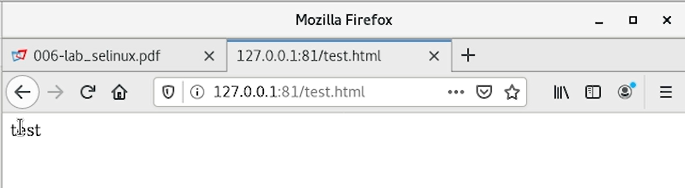 Mozilla Firefox
006-lab_selinux.pdf 127.0.0.1:81/test.html
127.0.0.1:81/test.html
test